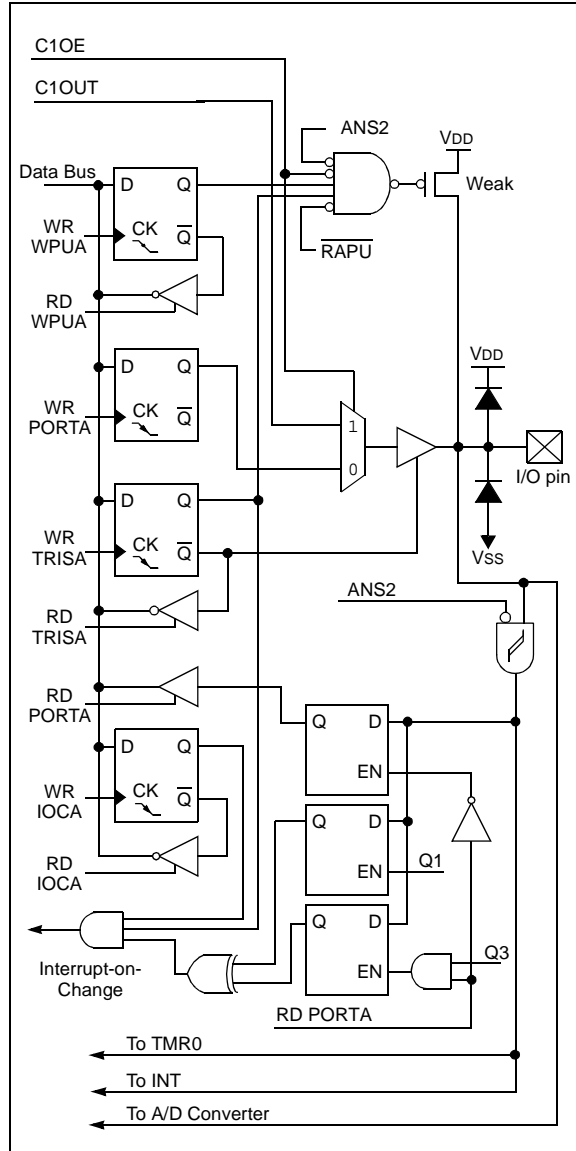 C1OE
C1OUT
ANS2
VDD
Data Bus
D Q
Weak
WR
WPUA
CK
Q
RAPU
RD
WPUA
D Q
VDD
WR
PORTA
CK
Q
1
0
I/O pin
D Q
WR
TRISA
CK
Q
VSS
ANS2
RD
TRISA
RD
PORTA
Q D
EN
D Q
WR
IOCA
CK
Q
Q D
EN
Q1
RD
IOCA
Q D
EN
Q3
Interrupt-on-
Change
RD PORTA
To TMR0
To INT
To A/D Converter